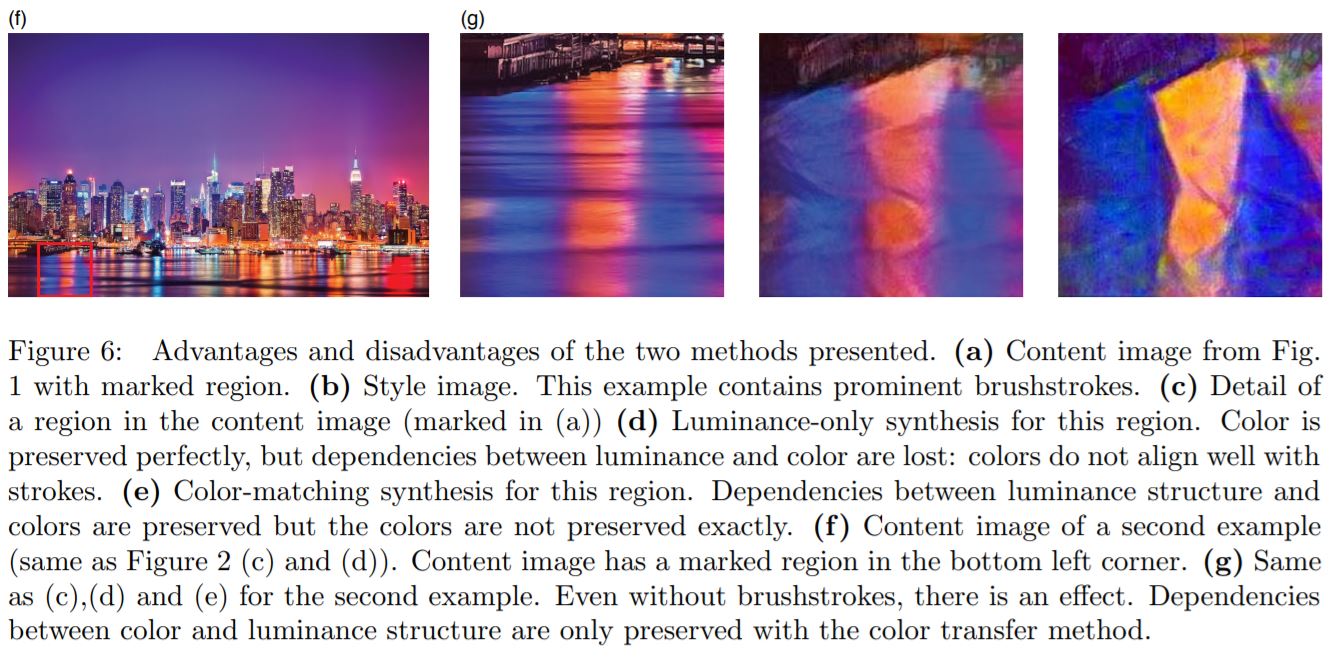 (f)
(g)
Figure 6: Advantages and disadvantages of the two methods presented. (a) Content image from Fig.
1 with marked region. (b) Style image. This example contains prominent brushstrokes. (c) Detail of
a region in the content image (marked in (a)) (d) Luminance-only synthesis for this region. Color is
preserved perfectly, but dependencies between luminance and color are lost: colors do not align well with
strokes. (e) Color-matching synthesis for this region. Dependencies between luminance structure and
colors are preserved but the colors are not preserved exactly. (f) Content image of a second example
(same as Figure 2 (c) and (d)). Content image has a marked region in the bottom left corner. (g) Same
as (c),(d) and (e) for the second example. Even without brushstrokes, there is an effect. Dependencies
between color and luminance structure are only preserved with the color transfer method.